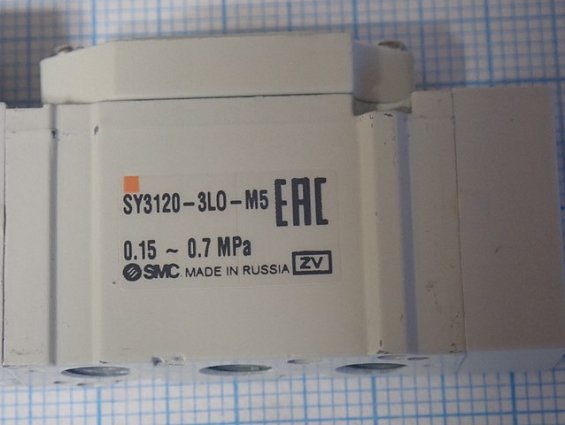 SY3120-3LO-M5 EAC
0.15 ~ 0.7 MPa
SMC MADE IN RUSSIA ZV